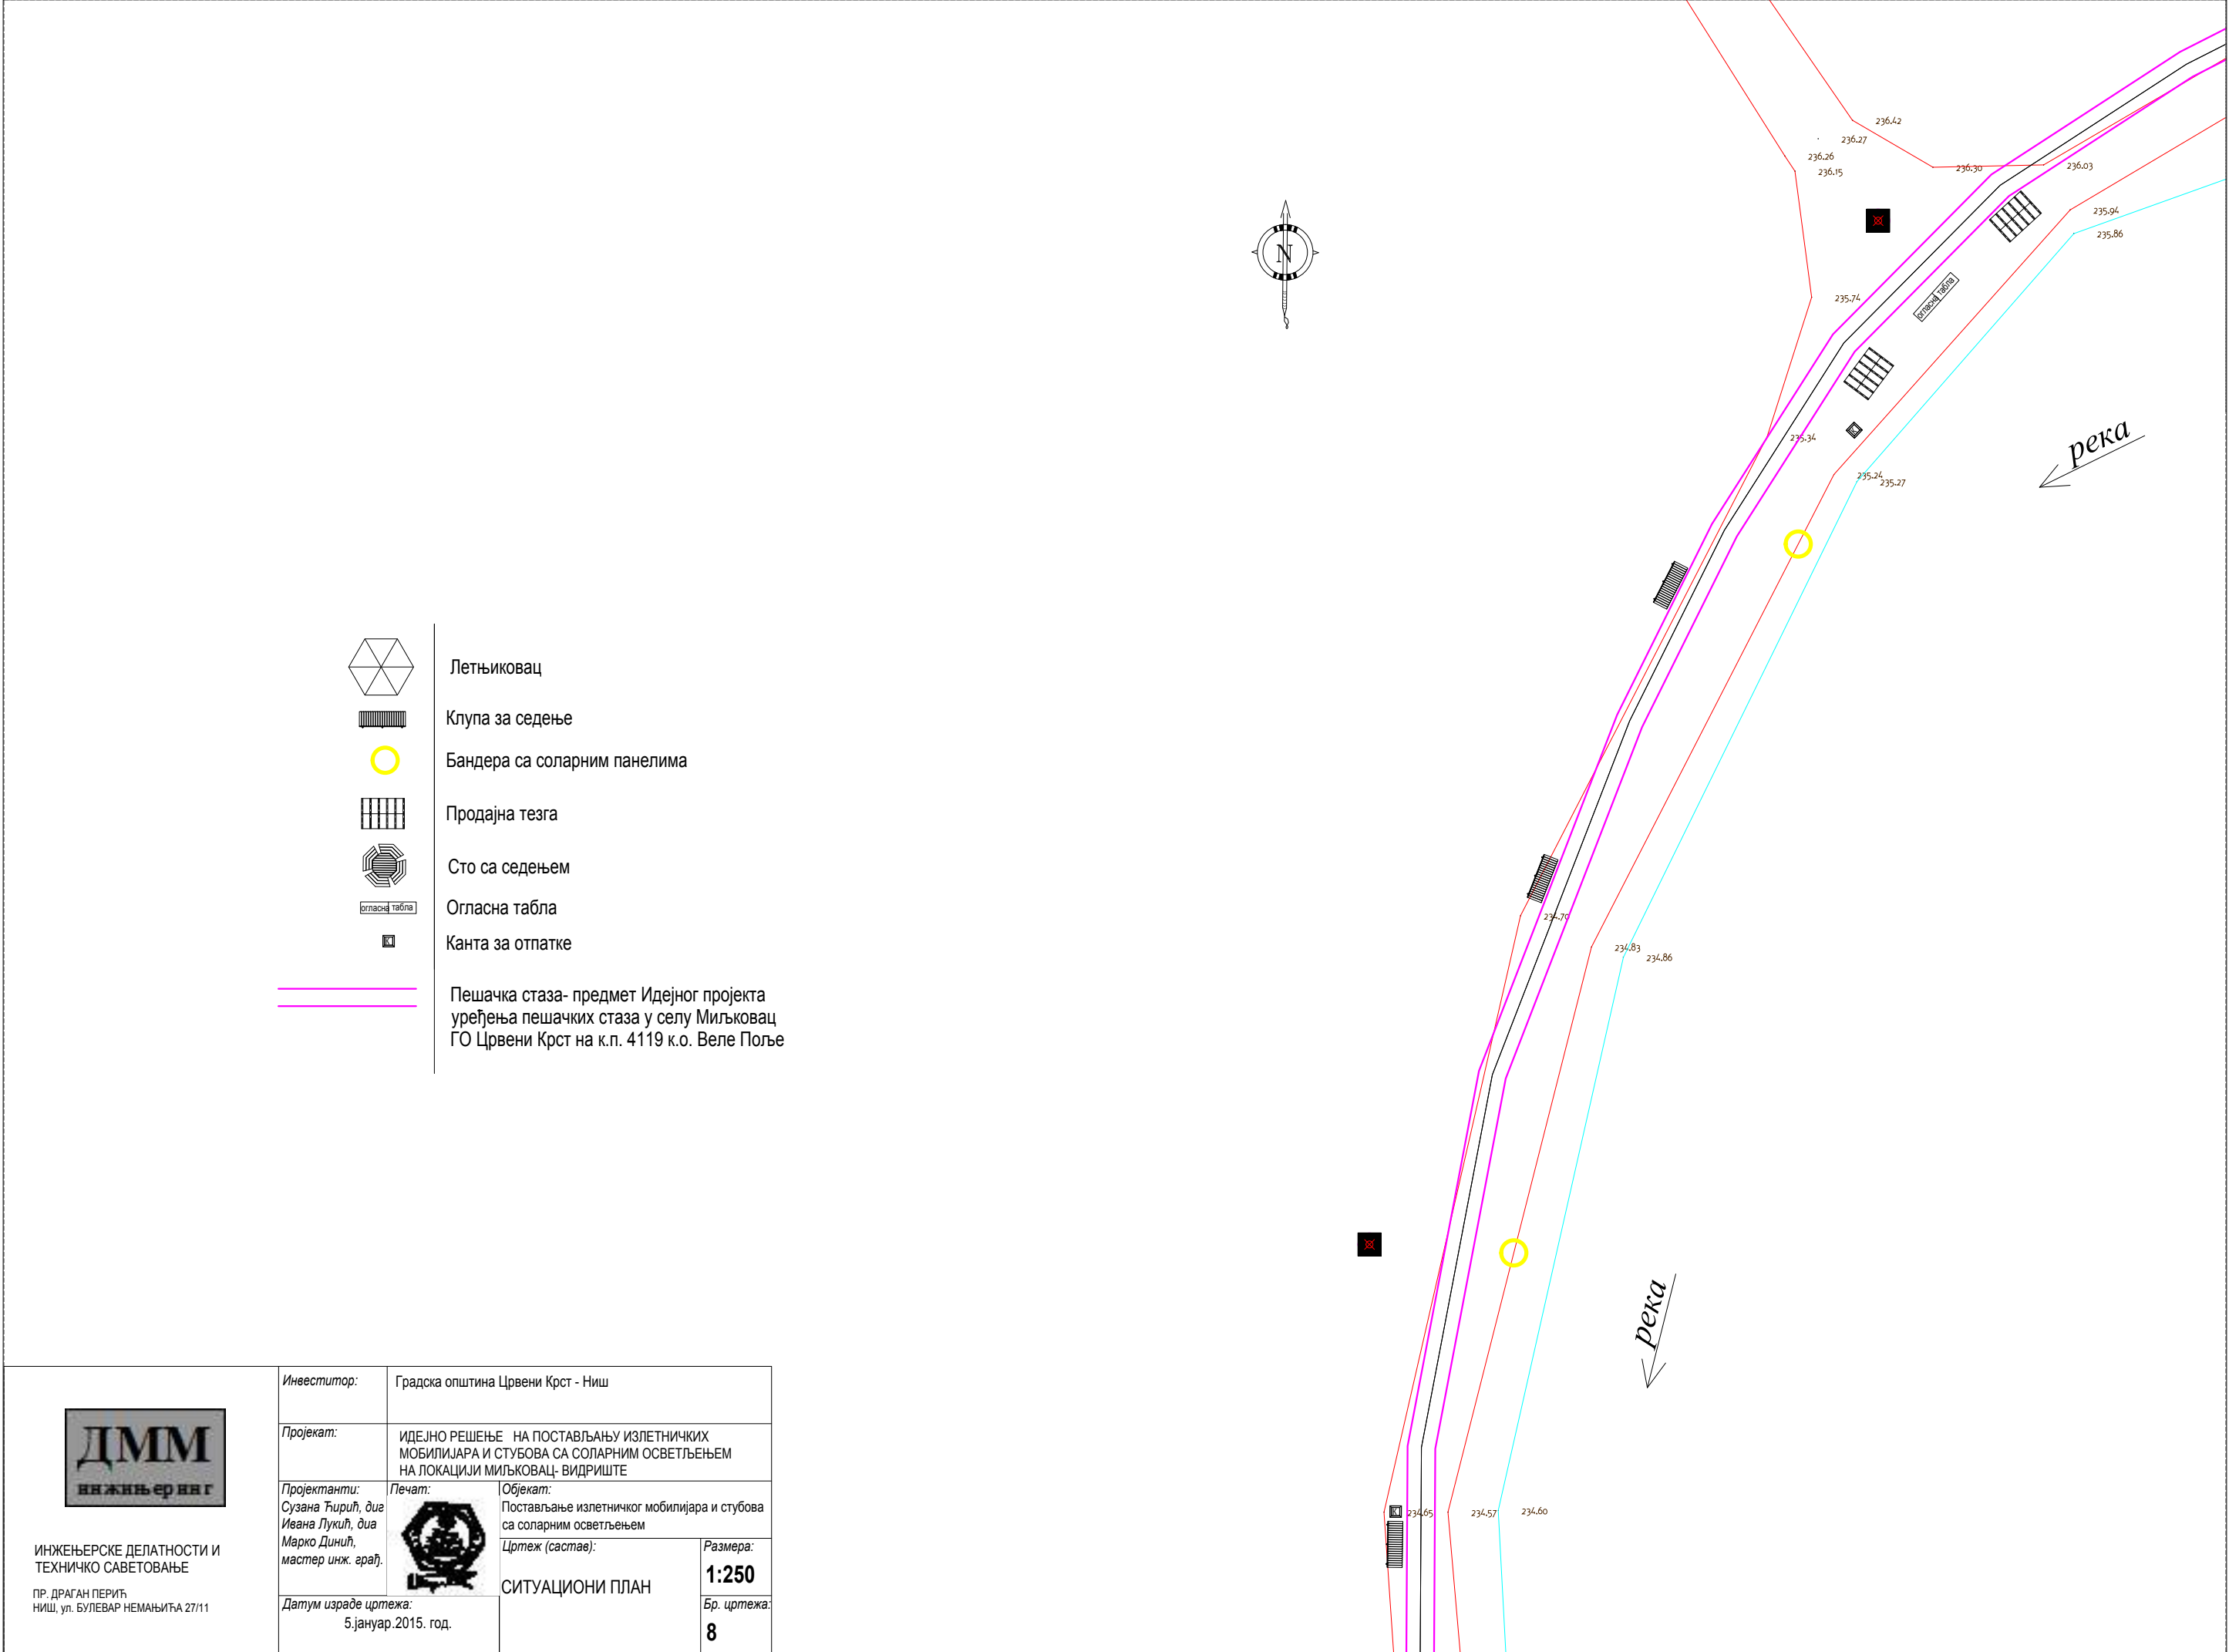 236.42
236.27
236.26
236.15
236.30
236.03
235.94
235.86
N
235.74
огласна табла
235.34
река
235.24
235.27
Летњиковац
Клупа за седење
Бандера са соларним панелима
Продајна тезга
Сто са седењем
огласна табла
Огласна табла
К
Канта за отпатке
234.70
234.83
234.86
Пешачка стаза- предмет Идејног пројекта
уређења пешачких стаза у селу Миљковац
ГО Црвени Крст на к.п. 4119 к.о. Веле Поље
река
К
234.65
234.57
234.60
ДММ
инжињеринг
ИНЖЕЊЕРСКЕ ДЕЛАТНОСТИ И
ТЕХНИЧКО САВЕТОВАЊЕ
ПР. ДРАГАН ПЕРИЋ
НИШ, ул. БУЛЕВАР НЕМАЊИЋА 27/11
Инвеститор:
Градска општина Црвени Крст - Ниш
Пројекат:
ИДЕЈНО РЕШЕЊЕ НА ПОСТАВЉАЊУ ИЗЛЕТНИЧКИХ
МОБИЛИЈАРА И СТУБОВА СА СОЛАРНИМ ОСВЕТЉЕЊЕМ
НА ЛОКАЦИЈИ МИЉКОВАЦ- ВИДРИШТЕ
Пројектанти:
Сузана Ћирић, диг
Ивана Лукић, диа
Марко Динић,
мастер инж. грађ.
Печат:
Објекат:
Постављање излетничког мобилијара и стубова
са соларним осветљењем
Цртеж (састав):
СИТУАЦИОНИ ПЛАН
Размера:
1:250
Датум израде цртежа:
5.јануар.2015. год.
Бр. цртежа:
8